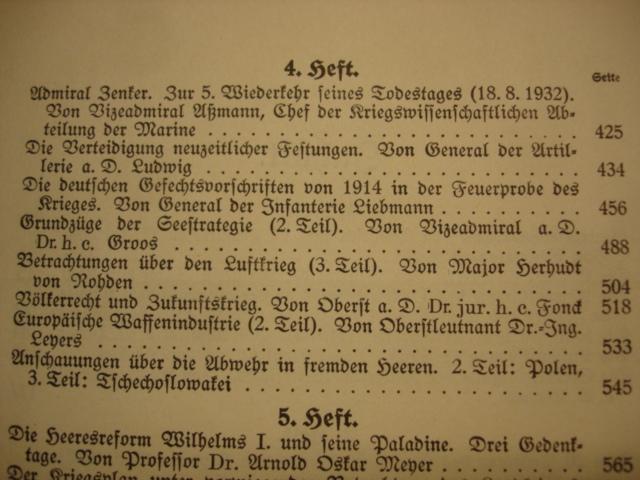 4. Heft.
Seite
Admiral Zenker. Zur 5. Wiederkehr seines Todestages (18. 8. 1932).
Von Vizeadmiral Aßmann, Chef der Kriegswissenschaftlichen Ab-
teilung der Marine . . . . . . . . . . . . . . . . . . 425
Die Verteidigung neuzeitlicher Festungen. Von General der Artil-
lerie a. D. Ludwig . . . . . . . . . . . . . . . . . . 434
Die deutschen Gefechtsvorschriften von 1914 in der Feuerprobe des
Krieges. Von General der Infanterie Liebmann . . . . . . . 456
Grundzüge der Seestrategie (2. Teil). Von Vizeadmiral a. D.
Dr. h. c. Groos . . . . . . . . . . . . . . . . . . . 488
Betrachtungen über den Luftkrieg (3. Teil). Von Major Herhudt
von Rohden . . . . . . . . . . . . . . . . . . . . . 504
Völkerrecht und Zukunftskrieg. Von Oberst a. D. Dr. jur. h. c. Fonck 518
Europäische Waffenindustrie (2. Teil). Von Oberstleutnant Dr.-Ing.
Leyers . . . . . . . . . . . . . . . . . . . . . . . 533
Anschauungen über die Abwehr in fremden Heeren. 2. Teil: Polen,
3. Teil: Tschechoslowakei . . . . . . . . . . . . . . . 545
5. Heft.
Die Heeresreform Wilhelms I. und seine Paladine. Drei Gedenk-
tage. Von Professor Dr. Arnold Oskar Meyer . . . . . . . 565
Der Kriegsplan unter